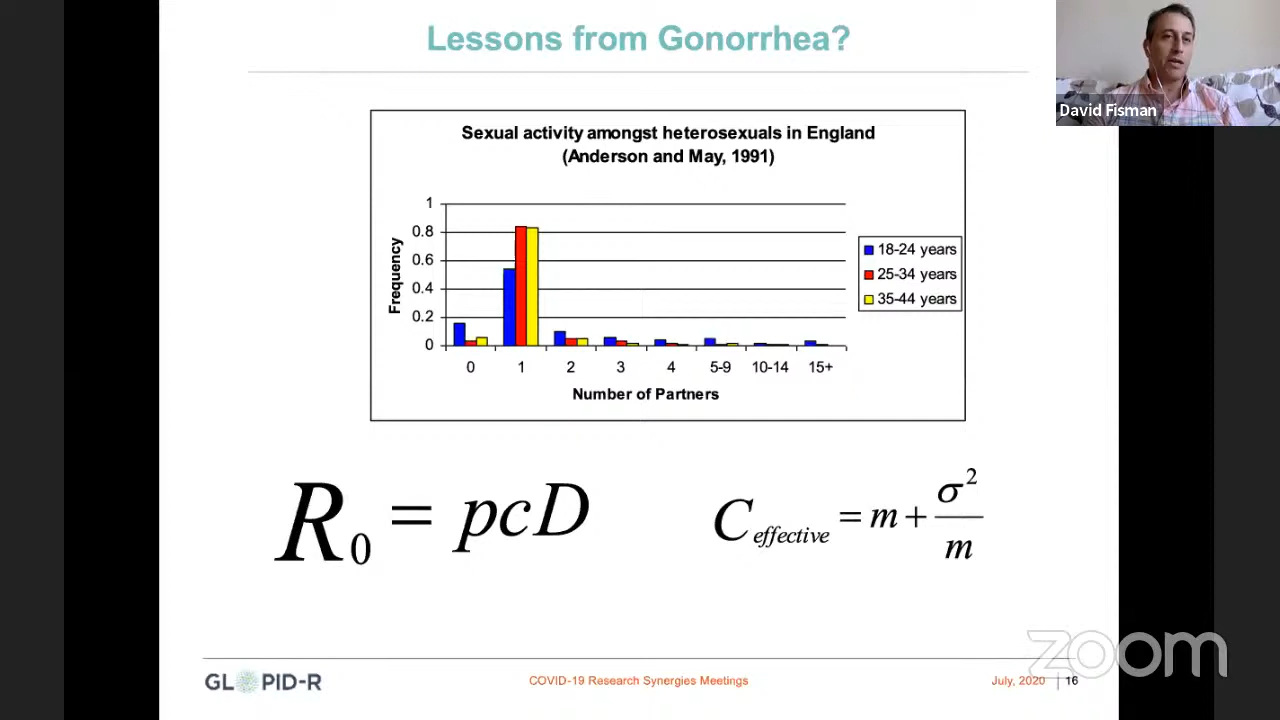 Lessons from Gonorrhea?
David Fisman
Sexual activity amongst heterosexuals in England
(Anderson and May, 1991)
Frequency
1
0.8
0.6
0.4
0.2
0
0 1 2 3 4 5-9 10-14 15+
Number of Partners
18-24 years
25-34 years
35-44 years
R₀ = pcD
C_effective = m + σ²/m
GLOPID-R
COVID-19 Research Synergies Meetings
July, 2020 | 16
zoom